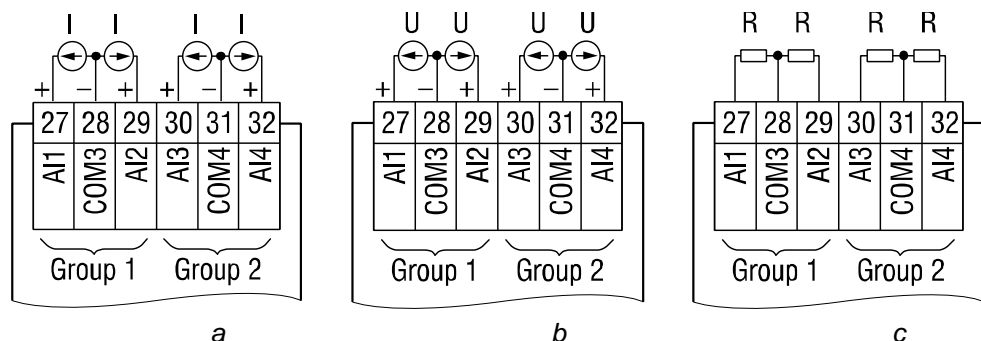 I I I I U U U U R R R R
+ − + + − + + − + + − +
27 28 29 30 31 32 27 28 29 30 31 32 27 28 29 30 31 32
AI1 COM3 AI2 AI3 COM4 AI4 AI1 COM3 AI2 AI3 COM4 AI4 AI1 COM3 AI2 AI3 COM4 AI4
Group 1 Group 2 Group 1 Group 2 Group 1 Group 2
a b c